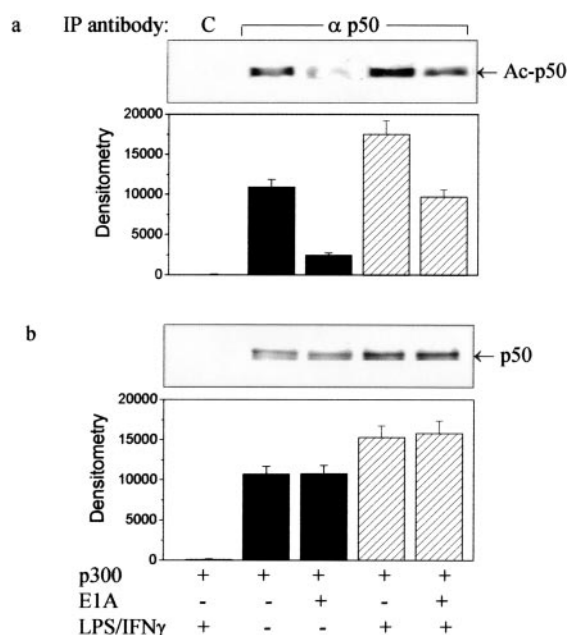 a IP antibody: C α p50
← Ac-p50
20000
15000
10000
5000
0
Densitometry
b
← p50
20000
15000
10000
5000
0
Densitometry
p300 + + + + +
E1A - - + - +
LPS/IFNγ + - - + +